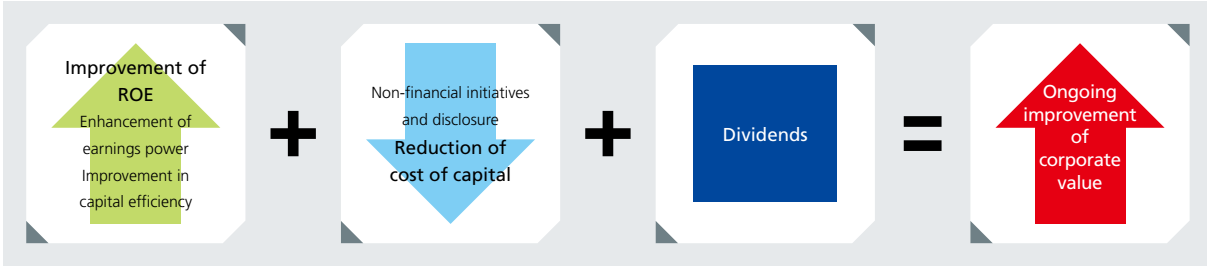 Improvement of
ROE
Enhancement of
earnings power
Improvement in
capital efficiency
+
Non-financial initiatives
and disclosure
Reduction of
cost of capital
+
Dividends
=
Ongoing
improvement
of
corporate
value